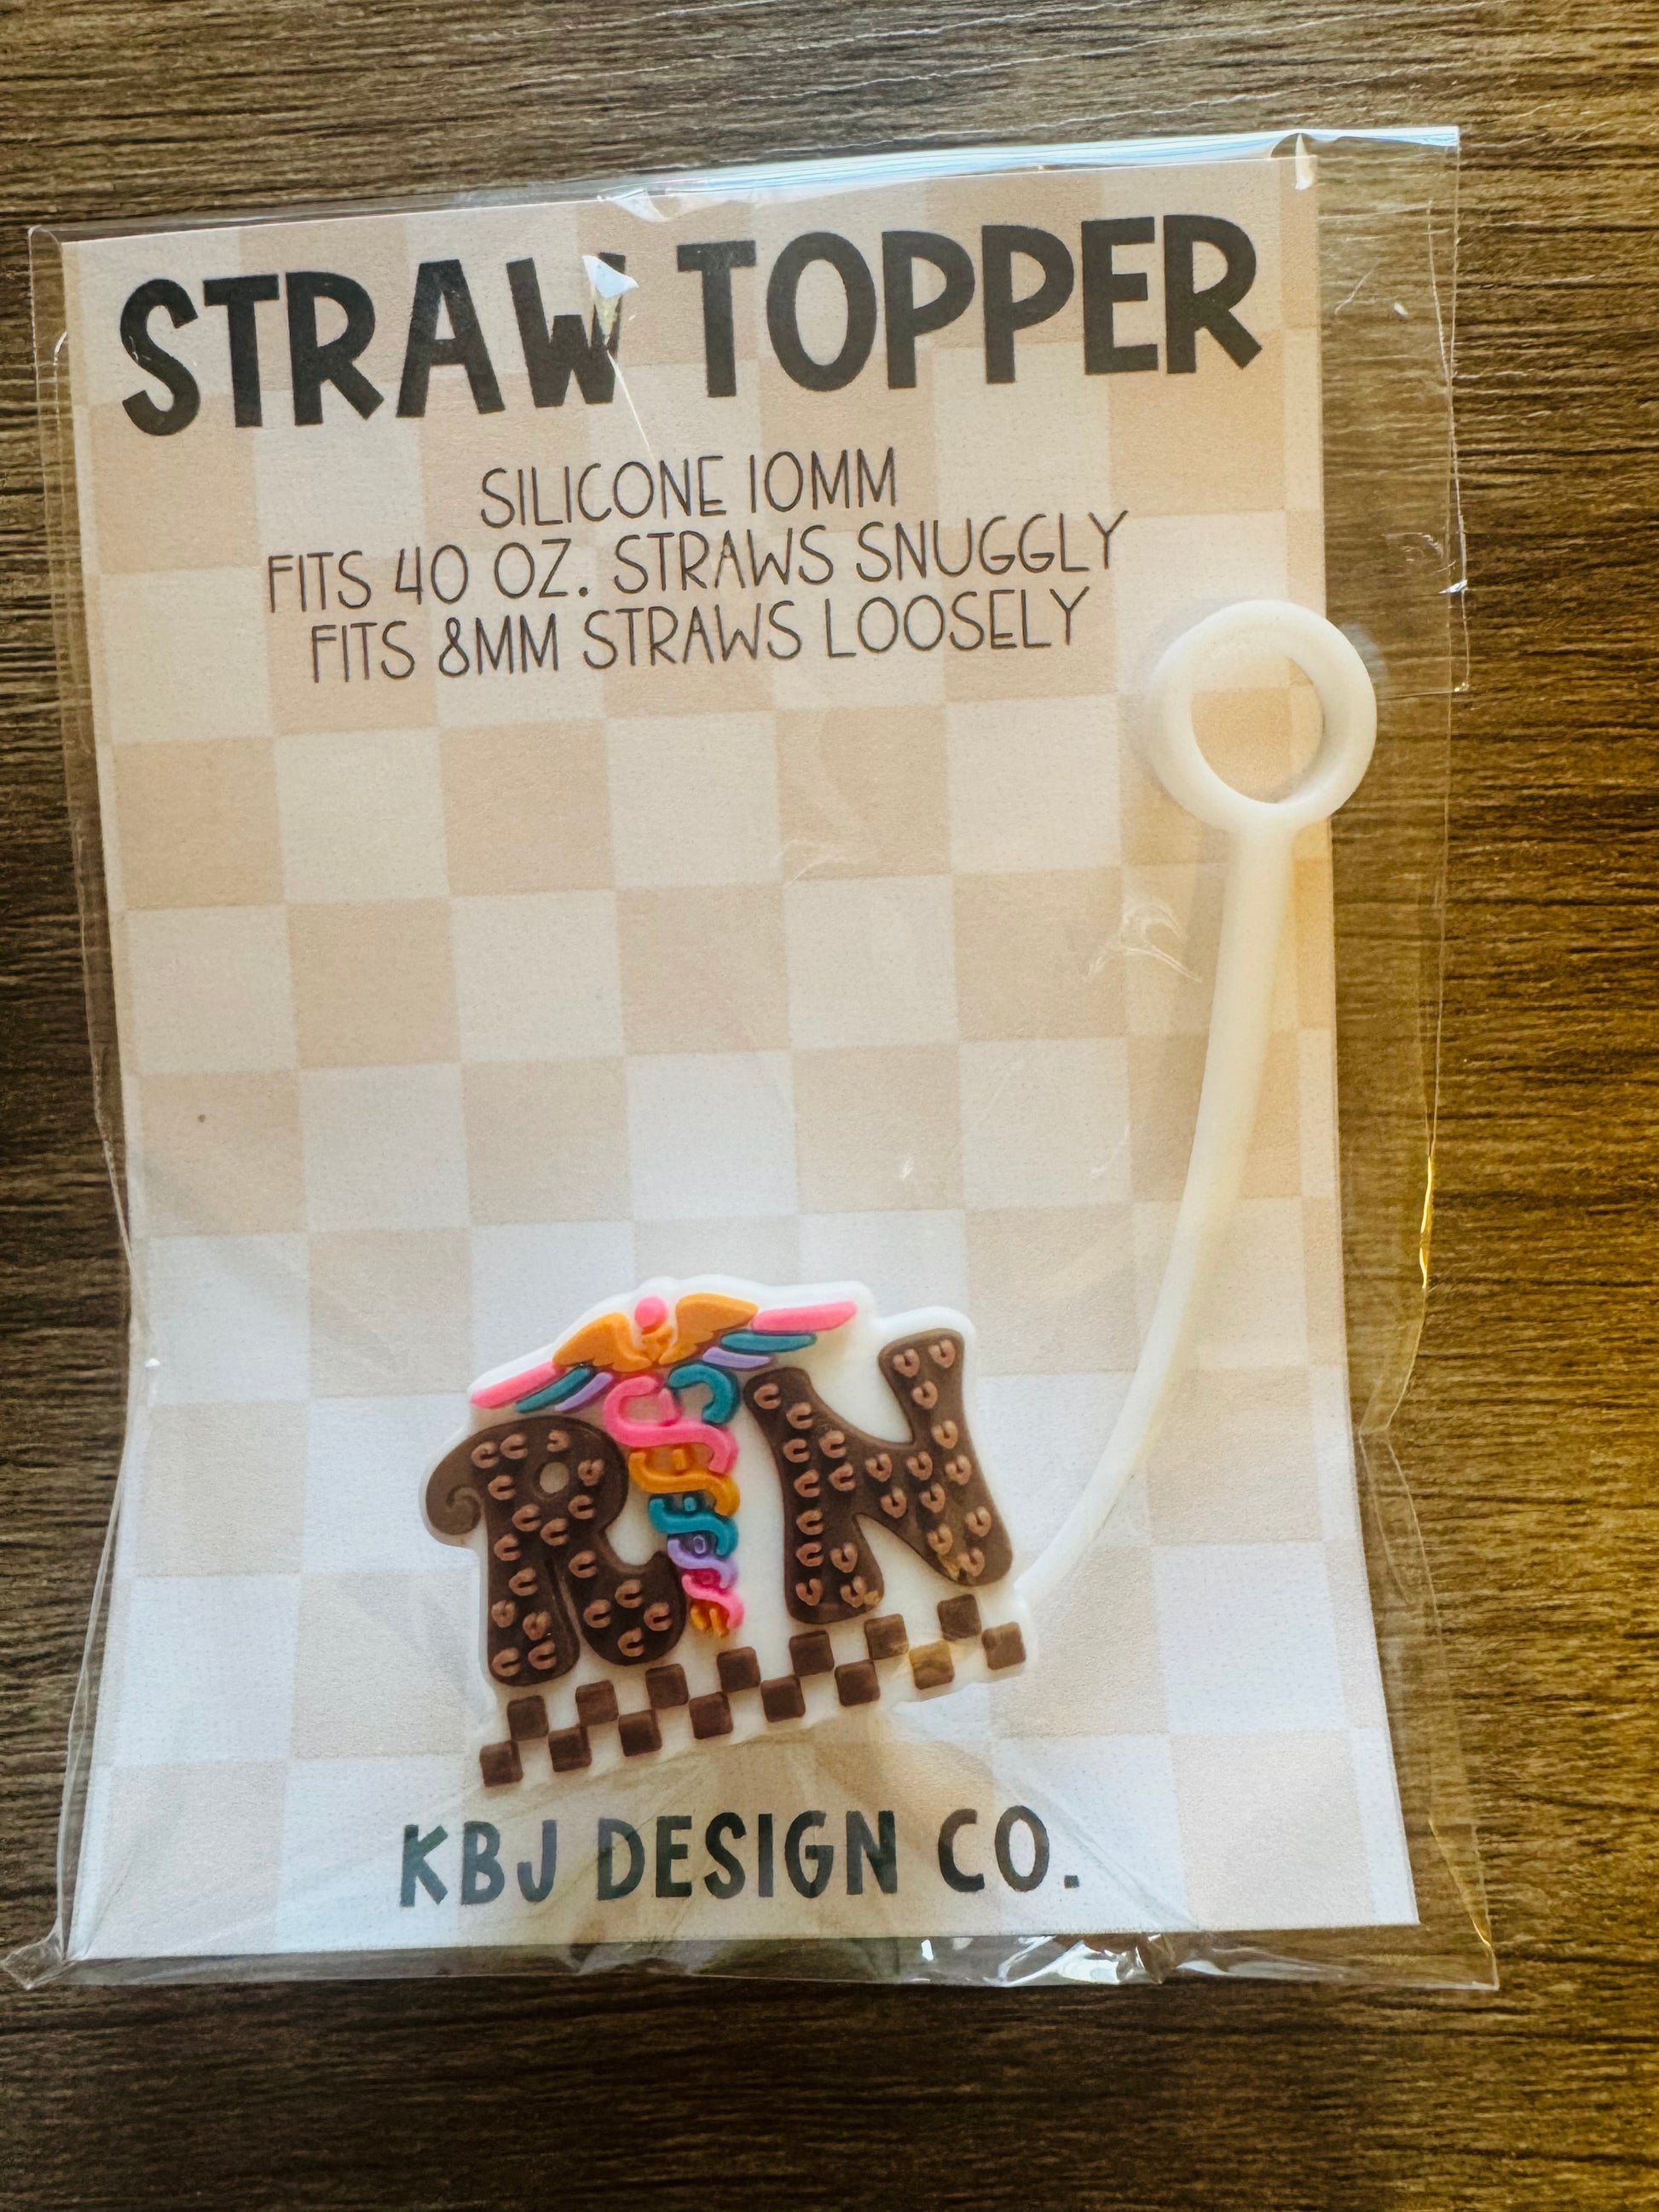 STRAW TOPPER
SILICONE 10MM
FITS 40 OZ. STRAWS SNUGGLY
FITS 8MM STRAWS LOOSELY
RN
KBJ DESIGN CO.